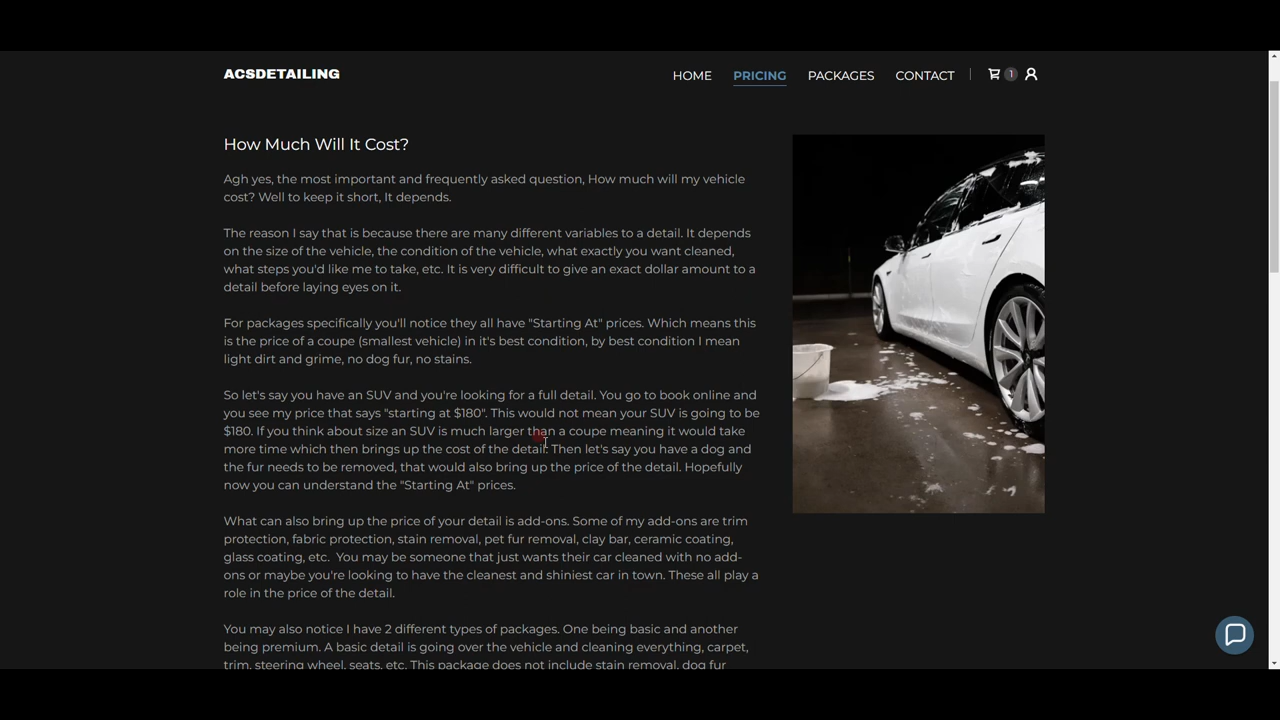 ACSDETAILING
HOME PRICING PACKAGES CONTACT 1
How Much Will It Cost?
Agh yes, the most important and frequently asked question, How much will my vehicle
cost? Well to keep it short, It depends.
The reason I say that is because there are many different variables to a detail. It depends
on the size of the vehicle, the condition of the vehicle, what exactly you want cleaned,
what steps you'd like me to take, etc. It is very difficult to give an exact dollar amount to a
detail before laying eyes on it.
For packages specifically you'll notice they all have "Starting At" prices. Which means this
is the price of a coupe (smallest vehicle) in it's best condition, by best condition I mean
light dirt and grime, no dog fur, no stains.
So let's say you have an SUV and you're looking for a full detail. You go to book online and
you see my price that says "starting at $180". This would not mean your SUV is going to be
$180. If you think about size an SUV is much larger than a coupe meaning it would take
more time which then brings up the cost of the detail. Then let's say you have a dog and
the fur needs to be removed, that would also bring up the price of the detail. Hopefully
now you can understand the "Starting At" prices.
What can also bring up the price of your detail is add-ons. Some of my add-ons are trim
protection, fabric protection, stain removal, pet fur removal, clay bar, ceramic coating,
glass coating, etc.  You may be someone that just wants their car cleaned with no add-
ons or maybe you're looking to have the cleanest and shiniest car in town. These all play a
role in the price of the detail.
You may also notice I have 2 different types of packages. One being basic and another
being premium. A basic detail is going over the vehicle and cleaning everything, carpet,
trim, steering wheel, seats, etc. This package does not include stain removal, dog fur